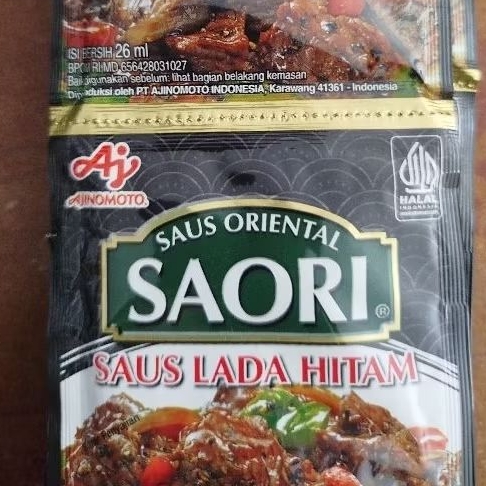 ISI BERSIH 26 ml
BPOM RI MD 656428031027
Baik digunakan sebelum: lihat bagian belakang kemasan
Diproduksi oleh PT AJINOMOTO INDONESIA, Karawang 41361 - Indonesia
Aj
AJINOMOTO®
HALAL
INDONESIA
SAUS ORIENTAL
SAORI®
SAUS LADA HITAM